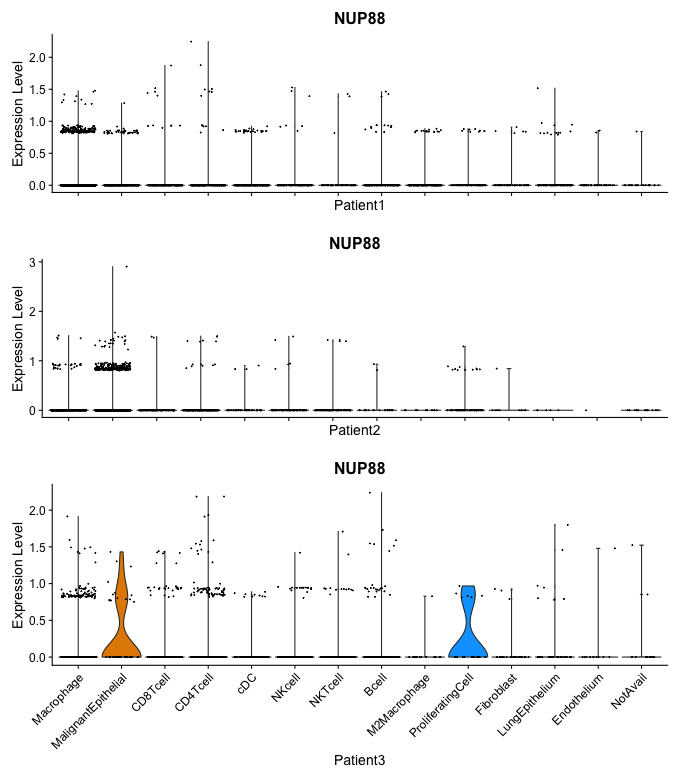 NUP88
Expression Level
2.0
1.5
1.0
0.5
0.0
Patient1
NUP88
Expression Level
3
2
1
0
Patient2
NUP88
Expression Level
2.0
1.5
1.0
0.5
0.0
Macrophage
MalignantEpithelial
CD8Tcell
CD4Tcell
cDC
NKcell
NKTcell
Bcell
M2Macrophage
ProliferatingCell
Fibroblast
LungEpithelium
Endothelium
NotAvail
Patient3